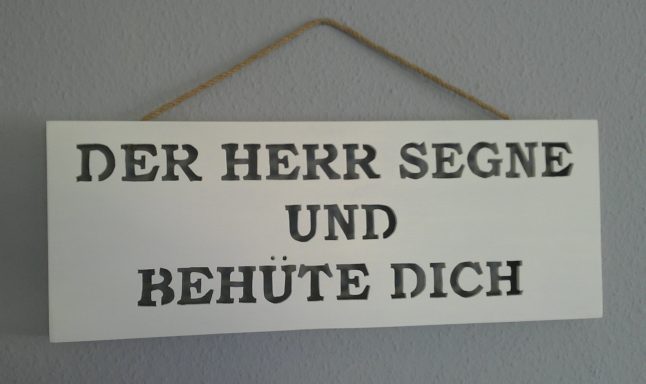 DER HERR SEGNE
UND
BEHÜTE DICH